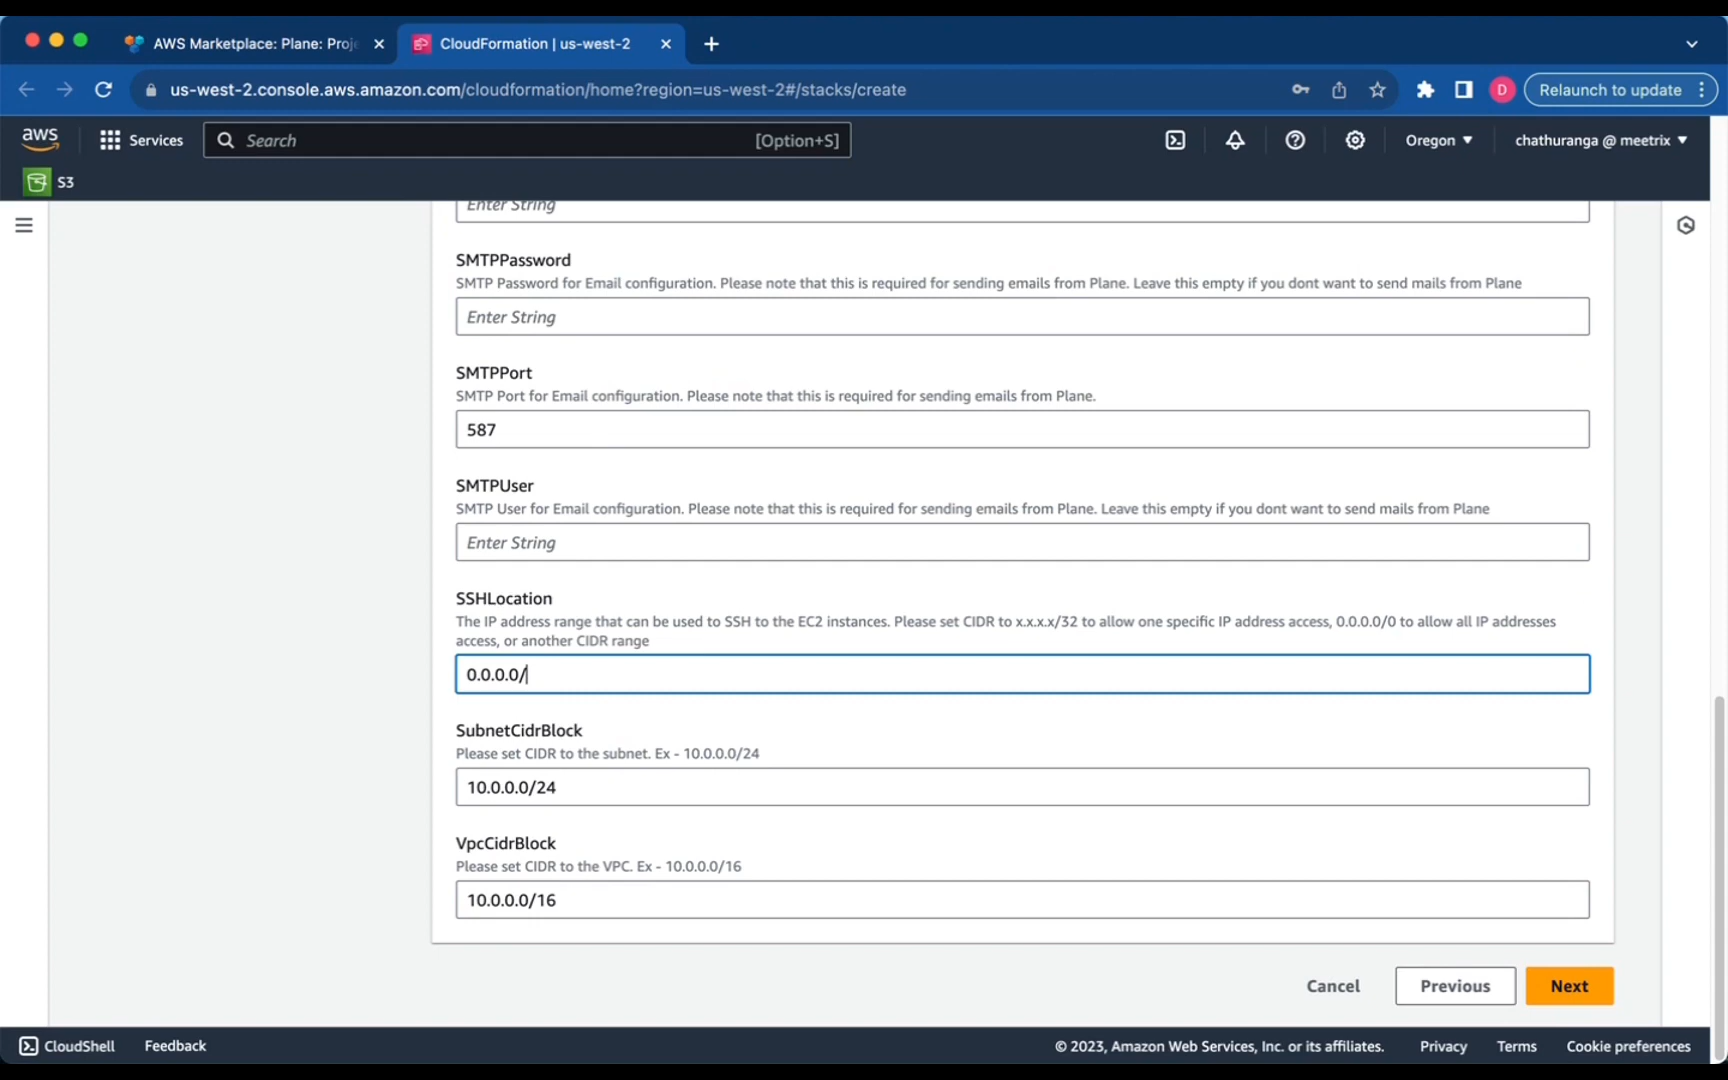 AWS Marketplace: Plane: Proje
CloudFormation | us-west-2
us-west-2.console.aws.amazon.com/cloudformation/home?region=us-west-2#/stacks/create
D
Relaunch to update
aws
Services
Search
[Option+S]
Oregon
chathuranga @ meetrix
S3
Enter String
SMTPPassword
SMTP Password for Email configuration. Please note that this is required for sending emails from Plane. Leave this empty if you dont want to send mails from Plane
Enter String
SMTPPort
SMTP Port for Email configuration. Please note that this is required for sending emails from Plane.
587
SMTPUser
SMTP User for Email configuration. Please note that this is required for sending emails from Plane. Leave this empty if you dont want to send mails from Plane
Enter String
SSHLocation
The IP address range that can be used to SSH to the EC2 instances. Please set CIDR to x.x.x.x/32 to allow one specific IP address access, 0.0.0.0/0 to allow all IP addresses
access, or another CIDR range
0.0.0.0/
SubnetCidrBlock
Please set CIDR to the subnet. Ex - 10.0.0.0/24
10.0.0.0/24
VpcCidrBlock
Please set CIDR to the VPC. Ex - 10.0.0.0/16
10.0.0.0/16
Cancel
Previous
Next
CloudShell
Feedback
© 2023, Amazon Web Services, Inc. or its affiliates.
Privacy
Terms
Cookie preferences